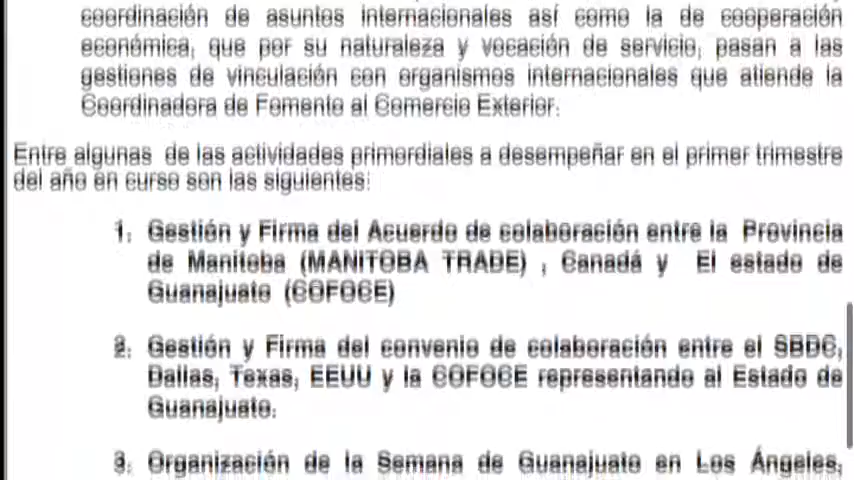 coordinación de asuntos internacionales así como la de cooperación
económica, que por su naturaleza y vocación de servicio, pasan a las
gestiones de vinculación con organismos internacionales que atiende la
Coordinadora de Fomento al Comercio Exterior.
Entre algunas de las actividades primordiales a desempeñar en el primer trimestre
del año en curso son las siguientes:
1. Gestión y Firma del Acuerdo de colaboración entre la Provincia
de Manitoba (MANITOBA TRADE) , Canadá y El estado de
Guanajuato (COFOCE)
2. Gestión y Firma del convenio de colaboración entre el SBDC,
Dallas, Texas, EEUU y la COFOCE representando al Estado de
Guanajuato.
3. Organización de la Semana de Guanajuato en Los Ángeles,